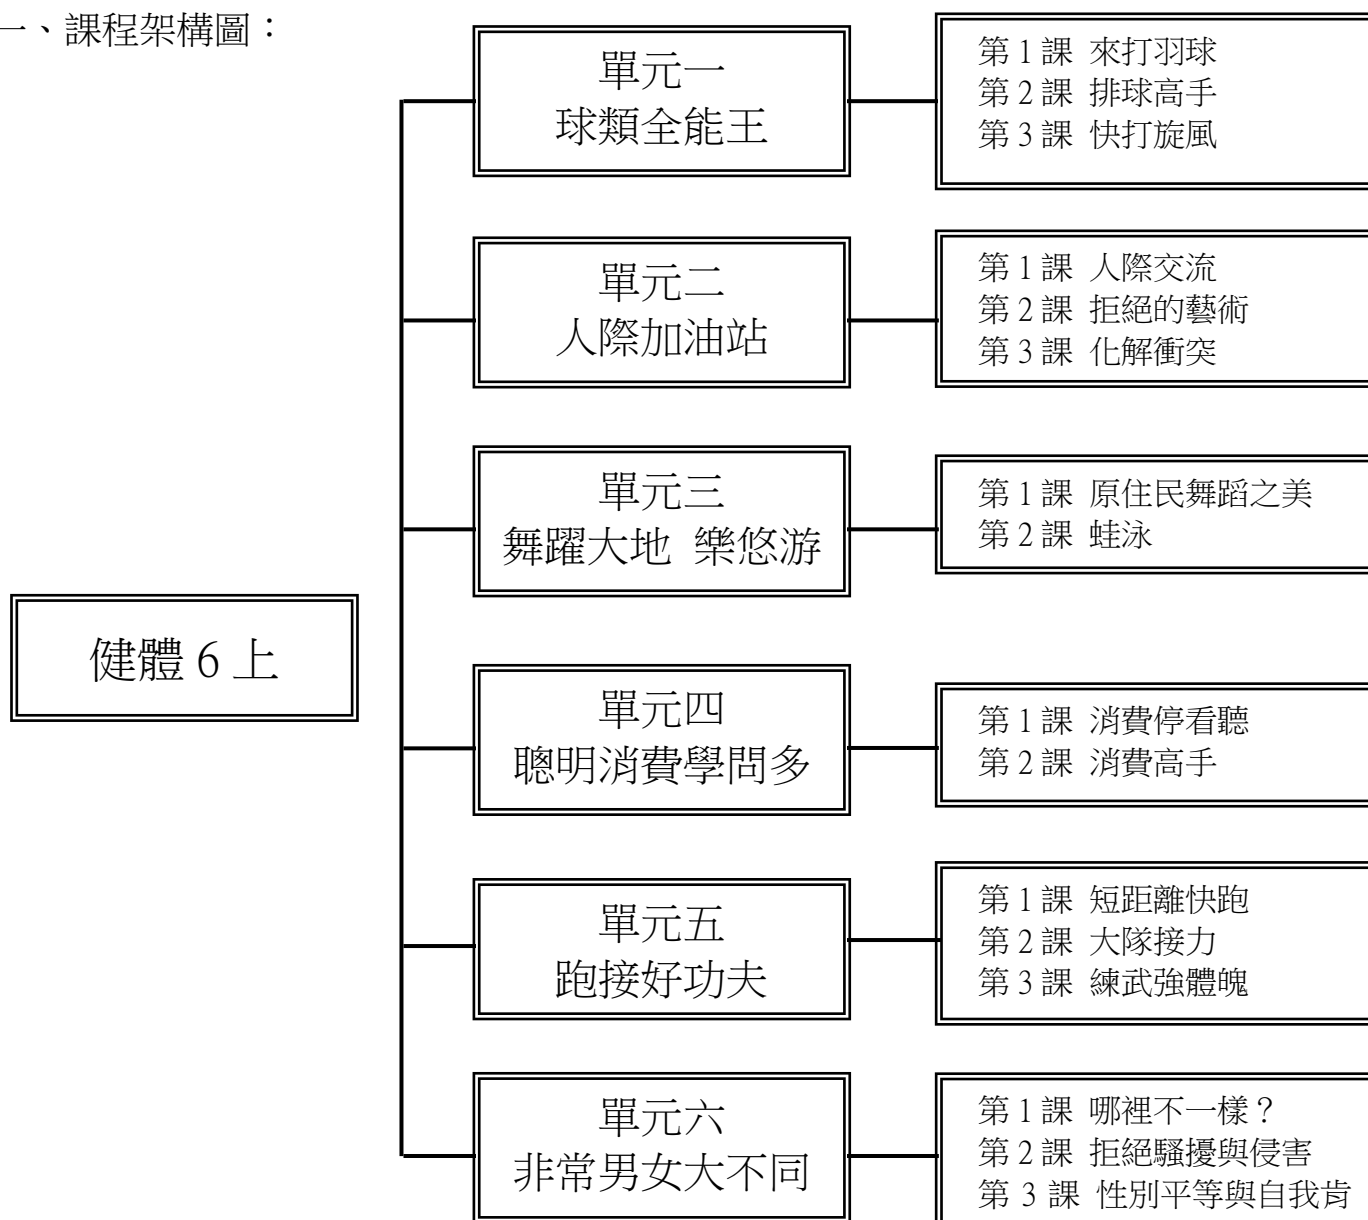 一、課程架構圖：
健體 6 上
單元一
球類全能王
第 1 課 來打羽球
第 2 課 排球高手
第 3 課 快打旋風
單元二
人際加油站
第 1 課 人際交流
第 2 課 拒絕的藝術
第 3 課 化解衝突
單元三
舞躍大地 樂悠游
第 1 課 原住民舞蹈之美
第 2 課 蛙泳
單元四
聰明消費學問多
第 1 課 消費停看聽
第 2 課 消費高手
單元五
跑接好功夫
第 1 課 短距離快跑
第 2 課 大隊接力
第 3 課 練武強體魄
單元六
非常男女大不同
第 1 課 哪裡不一樣？
第 2 課 拒絕騷擾與侵害
第 3 課 性別平等與自我肯